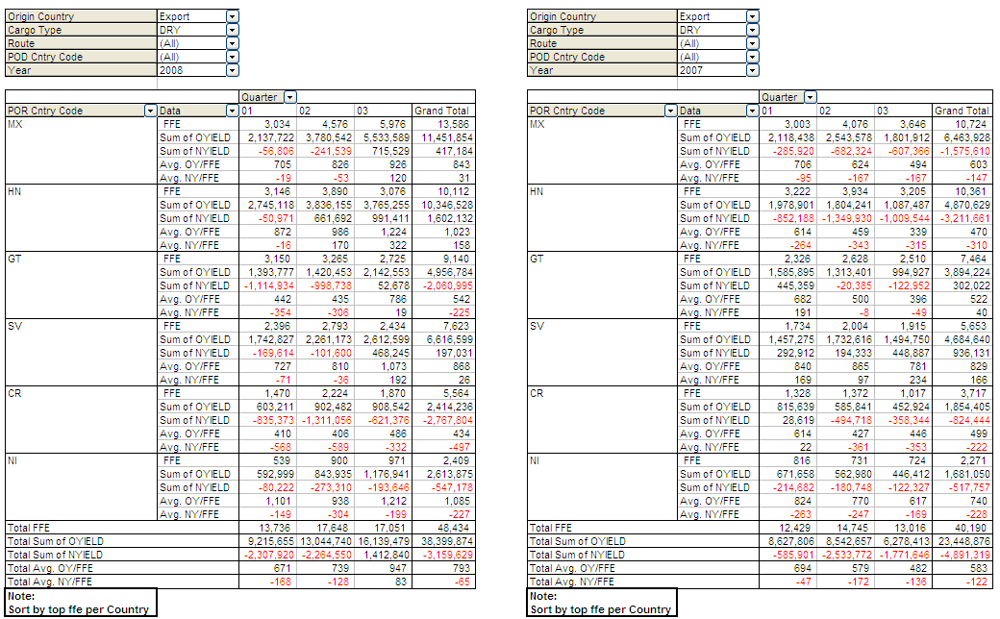 Origin Country Export
Cargo Type DRY
Route (All)
POD Cntry Code (All)
Year 2008
Quarter
POR Cntry Code Data 01 02 03 Grand Total
MX FFE 3,034 4,576 5,976 13,586
Sum of OYIELD 2,137,722 3,780,542 5,533,589 11,451,854
Sum of NYIELD -56,806 -241,539 715,529 417,184
Avg. OY/FFE 705 826 926 843
Avg. NY/FFE -19 -53 120 31
HN FFE 3,146 3,890 3,076 10,112
Sum of OYIELD 2,745,118 3,836,155 3,765,255 10,346,528
Sum of NYIELD -50,971 661,692 991,411 1,602,132
Avg. OY/FFE 872 986 1,224 1,023
Avg. NY/FFE -16 170 322 158
GT FFE 3,150 3,265 2,725 9,140
Sum of OYIELD 1,393,777 1,420,453 2,142,553 4,956,784
Sum of NYIELD -1,114,934 -998,738 52,678 -2,060,995
Avg. OY/FFE 442 435 786 542
Avg. NY/FFE -354 -306 19 -225
SV FFE 2,396 2,793 2,434 7,623
Sum of OYIELD 1,742,827 2,261,173 2,612,599 6,616,599
Sum of NYIELD -169,614 -101,600 468,245 197,031
Avg. OY/FFE 727 810 1,073 868
Avg. NY/FFE -71 -36 192 26
CR FFE 1,470 2,224 1,870 5,564
Sum of OYIELD 603,211 902,482 908,542 2,414,236
Sum of NYIELD -835,373 -1,311,056 -621,376 -2,767,804
Avg. OY/FFE 410 406 486 434
Avg. NY/FFE -568 -589 -332 -497
NI FFE 539 900 971 2,409
Sum of OYIELD 592,999 843,935 1,176,941 2,613,875
Sum of NYIELD -80,222 -273,310 -193,646 -547,178
Avg. OY/FFE 1,101 938 1,212 1,085
Avg. NY/FFE -149 -304 -199 -227
Total FFE 13,736 17,648 17,051 48,434
Total Sum of OYIELD 9,215,655 13,044,740 16,139,479 38,399,874
Total Sum of NYIELD -2,307,920 -2,264,550 1,412,840 -3,159,629
Total Avg. OY/FFE 671 739 947 793
Total Avg. NY/FFE -168 -128 83 -65
Note:
Sort by top ffe per Country
Origin Country Export
Cargo Type DRY
Route (All)
POD Cntry Code (All)
Year 2007
Quarter
POR Cntry Code Data 01 02 03 Grand Total
MX FFE 3,003 4,076 3,646 10,724
Sum of OYIELD 2,118,438 2,543,578 1,801,912 6,463,928
Sum of NYIELD -285,920 -682,324 -607,366 -1,575,610
Avg. OY/FFE 706 624 494 603
Avg. NY/FFE -95 -167 -167 -147
HN FFE 3,222 3,934 3,205 10,361
Sum of OYIELD 1,978,901 1,804,241 1,087,487 4,870,629
Sum of NYIELD -852,188 -1,349,930 -1,009,544 -3,211,661
Avg. OY/FFE 614 459 339 470
Avg. NY/FFE -264 -343 -315 -310
GT FFE 2,326 2,628 2,510 7,464
Sum of OYIELD 1,585,895 1,313,401 994,927 3,894,224
Sum of NYIELD 445,359 -20,385 -122,952 302,022
Avg. OY/FFE 682 500 396 522
Avg. NY/FFE 191 -8 -49 40
SV FFE 1,734 2,004 1,915 5,653
Sum of OYIELD 1,457,275 1,732,616 1,494,750 4,684,640
Sum of NYIELD 292,912 194,333 448,887 936,131
Avg. OY/FFE 840 865 781 829
Avg. NY/FFE 169 97 234 166
CR FFE 1,328 1,372 1,017 3,717
Sum of OYIELD 815,639 585,841 452,924 1,854,405
Sum of NYIELD 28,619 -494,718 -358,344 -824,444
Avg. OY/FFE 614 427 446 499
Avg. NY/FFE 22 -361 -353 -222
NI FFE 816 731 724 2,271
Sum of OYIELD 671,658 562,980 446,412 1,681,050
Sum of NYIELD -214,682 -180,748 -122,327 -517,757
Avg. OY/FFE 824 770 617 740
Avg. NY/FFE -263 -247 -169 -228
Total FFE 12,429 14,745 13,016 40,190
Total Sum of OYIELD 8,627,806 8,542,657 6,278,413 23,448,876
Total Sum of NYIELD -585,901 -2,533,772 -1,771,646 -4,891,319
Total Avg. OY/FFE 694 579 482 583
Total Avg. NY/FFE -47 -172 -136 -122
Note:
Sort by top ffe per Country